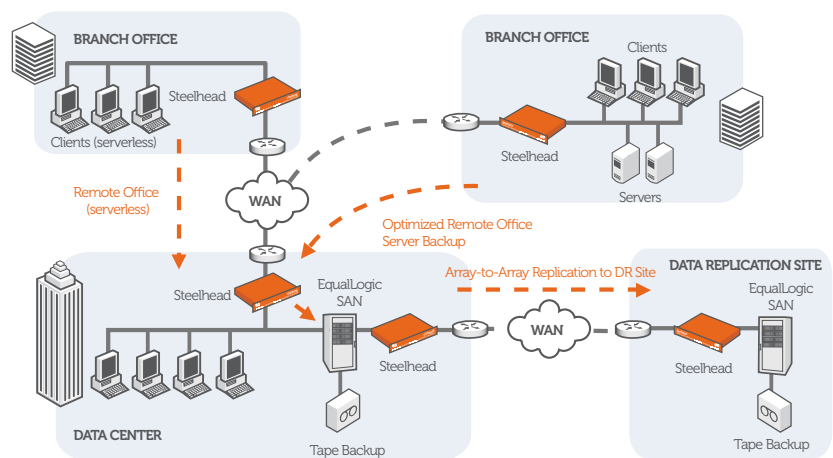 BRANCH OFFICE
Steelhead
Clients (serverless)
Remote Office
(serverless)
WAN
BRANCH OFFICE
Clients
Steelhead
Servers
Optimized Remote Office
Server Backup
Array-to-Array Replication to DR Site
Steelhead
EqualLogic
SAN
Steelhead
Tape Backup
DATA CENTER
WAN
DATA REPLICATION SITE
EqualLogic
SAN
Steelhead
Tape Backup